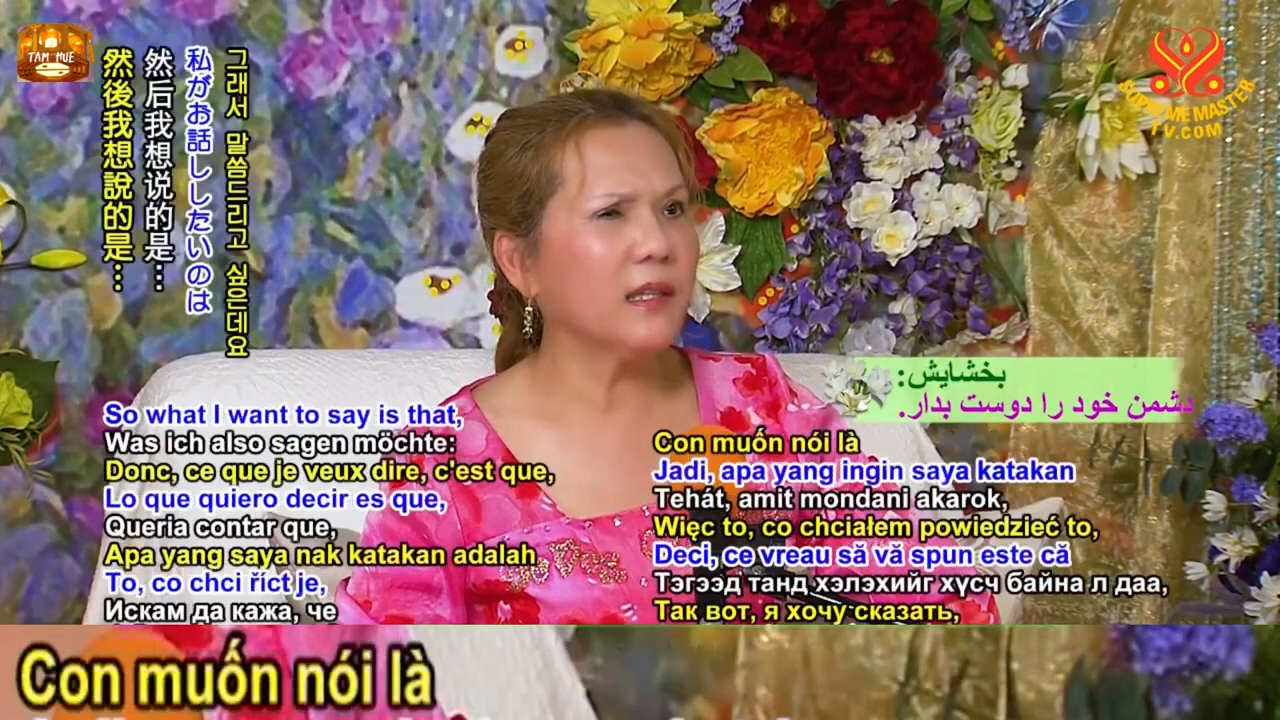 TAM HUE
SUPREME MASTER
TV.COM
그래서 말씀드리고 싶은데요
私がお話ししたいのは
然后我想说的是…
然後我想說的是…
بخشایش:
دشمن خود را دوست بدار.
So what I want to say is that,
Was ich also sagen möchte:
Donc, ce que je veux dire, c'est que,
Lo que quiero decir es que,
Queria contar que,
Apa yang saya nak katakan adalah
To, co chci říct je,
Искам да кажа, че
Con muốn nói là
Jadi, apa yang ingin saya katakan
Tehát, amit mondani akarok,
Więc to, co chciałem powiedzieć to,
Deci, ce vreau să vă spun este că
Тэгээд танд хэлэхийг хүсч байна л даа,
Так вот, я хочу сказать,
Con muốn nói là